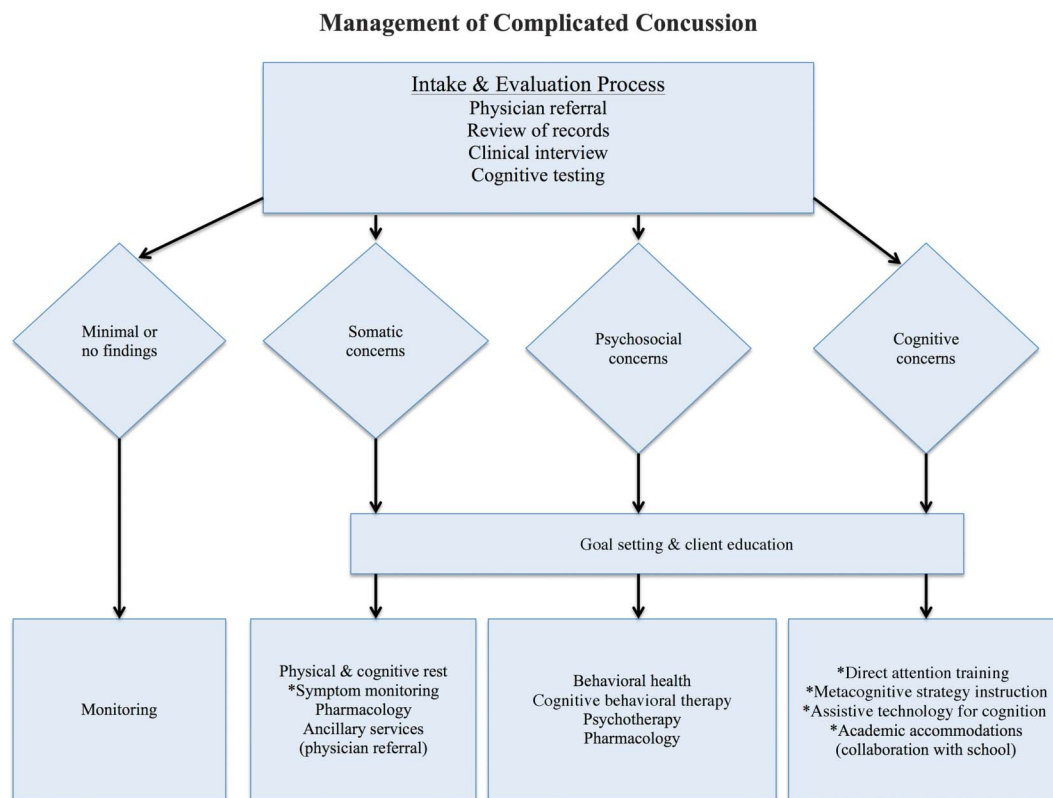 Management of Complicated Concussion
Intake & Evaluation Process
Physician referral
Review of records
Clinical interview
Cognitive testing
Minimal or
no findings
Somatic
concerns
Psychosocial
concerns
Cognitive
concerns
Goal setting & client education
Monitoring
Physical & cognitive rest
*Symptom monitoring
Pharmacology
Ancillary services
(physician referral)
Behavioral health
Cognitive behavioral therapy
Psychotherapy
Pharmacology
*Direct attention training
*Metacognitive strategy instruction
*Assistive technology for cognition
*Academic accommodations
(collaboration with school)